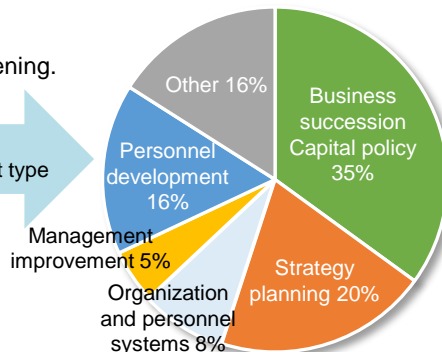 ening.
t type
Other 16%
Business
succession
Capital policy
35%
Strategy
planning 20%
Organization
and personnel
systems 8%
Management
improvement 5%
Personnel
development
16%